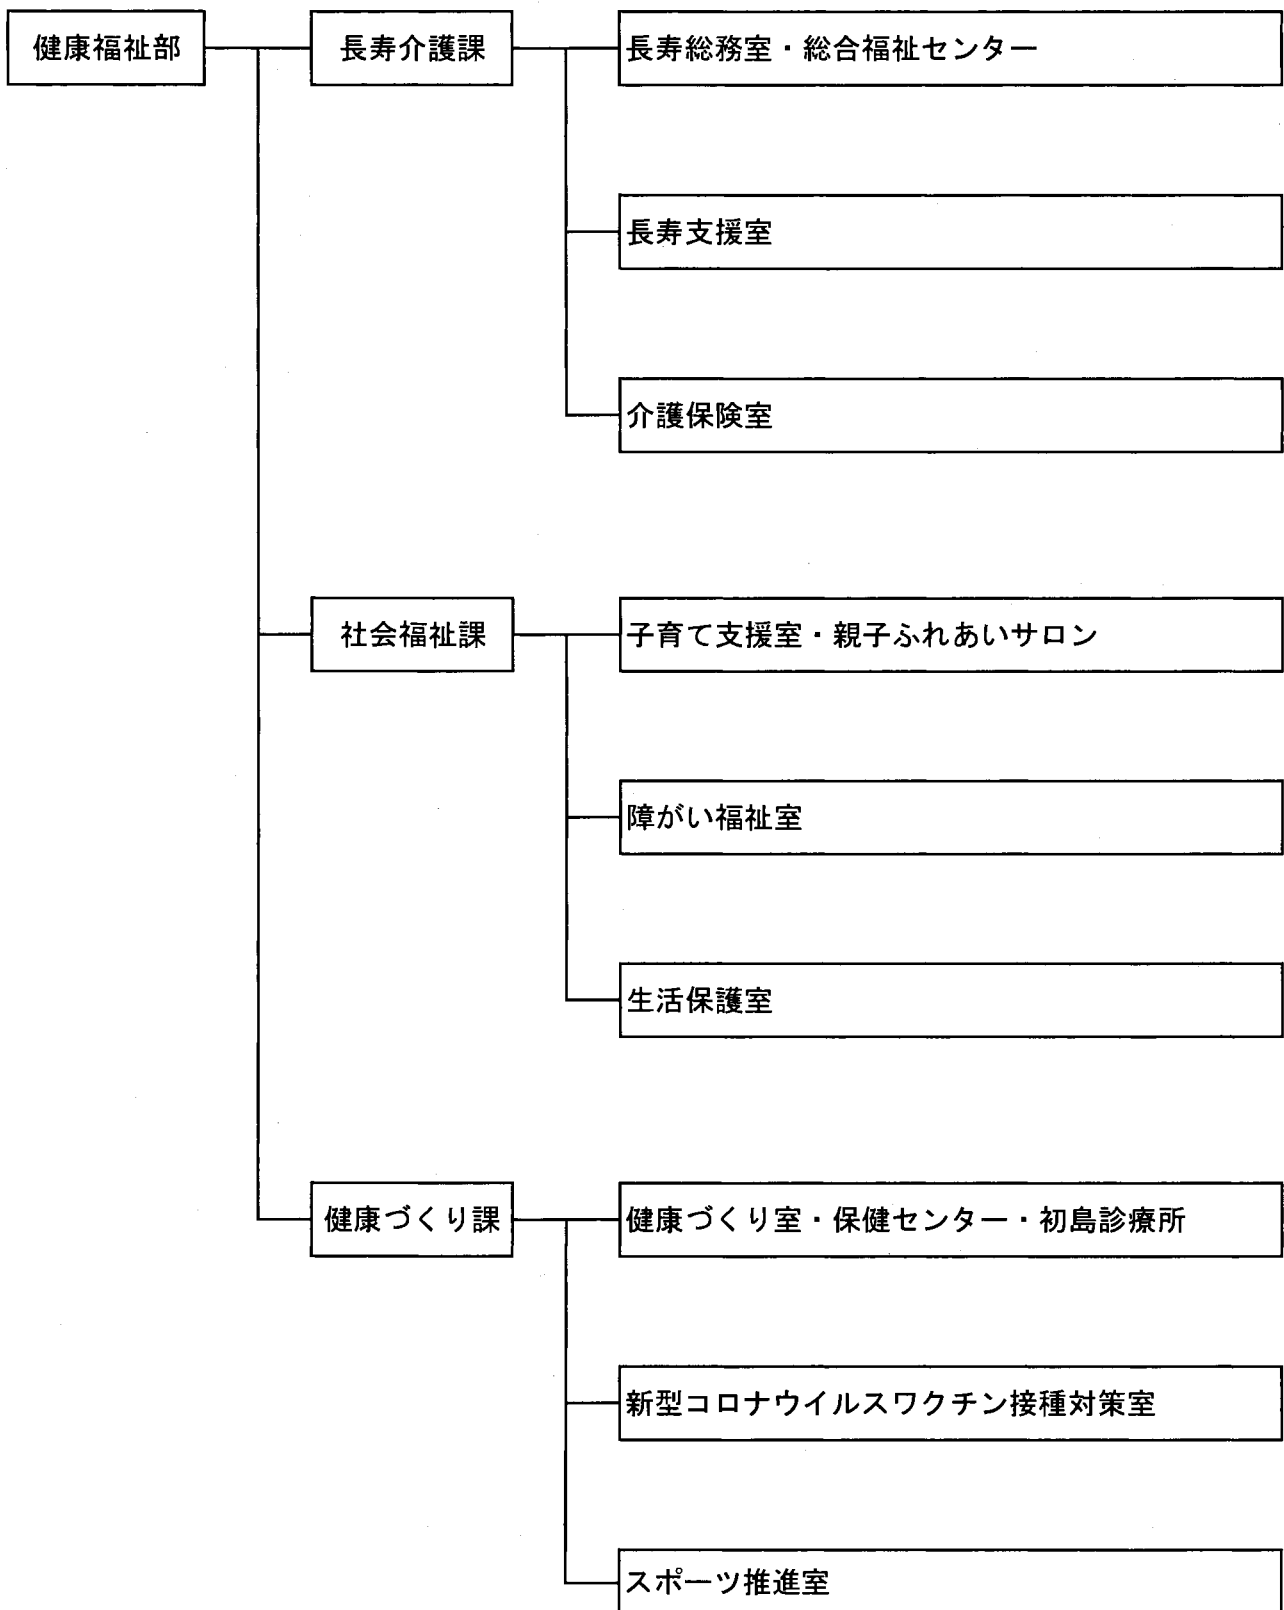 健康福祉部
長寿介護課
長寿総務室・総合福祉センター
長寿支援室
介護保険室
社会福祉課
子育て支援室・親子ふれあいサロン
障がい福祉室
生活保護室
健康づくり課
健康づくり室・保健センター・初島診療所
新型コロナウイルスワクチン接種対策室
スポーツ推進室